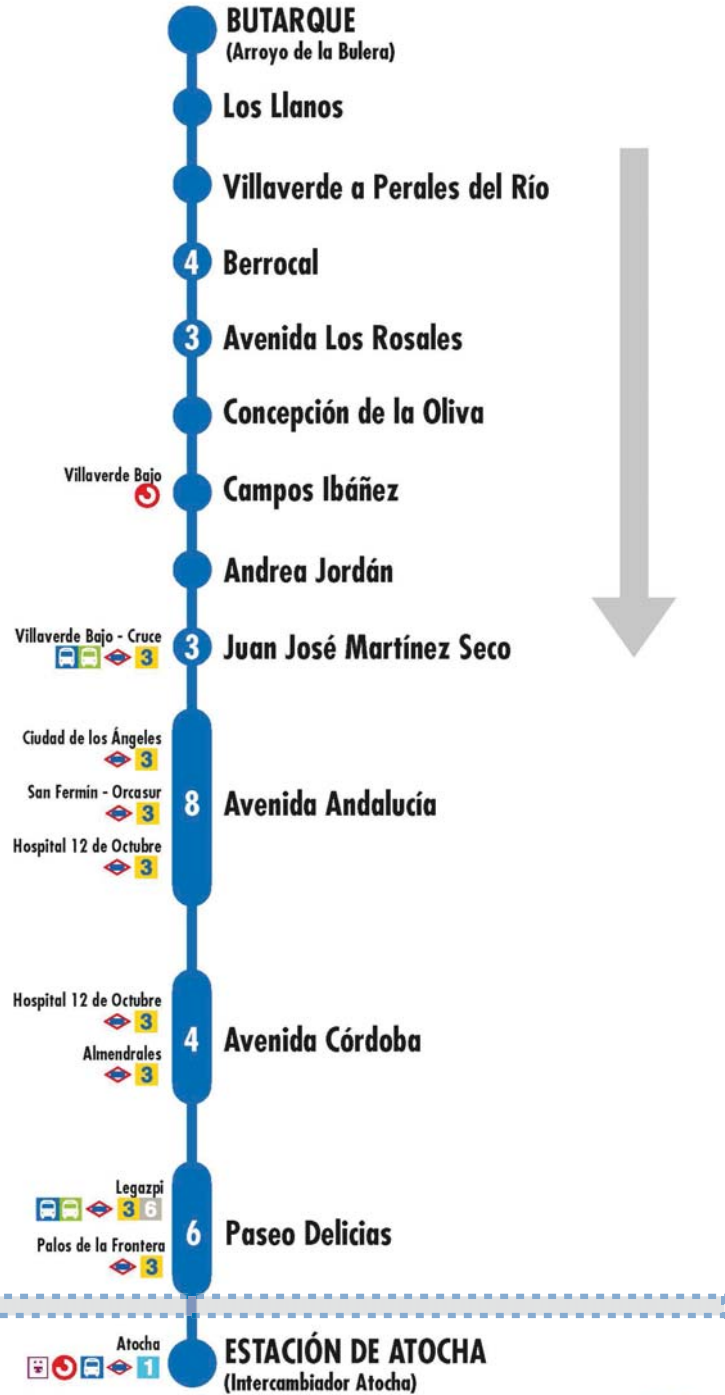 BUTARQUE
(Arroyo de la Bulera)
Los Llanos
Villaverde a Perales del Río
4 Berrocal
3 Avenida Los Rosales
Concepción de la Oliva
Villaverde Bajo
Campos Ibáñez
Andrea Jordán
Villaverde Bajo - Cruce
3
3 Juan José Martínez Seco
Ciudad de los Ángeles
3
San Fermín - Orcasur
3
8 Avenida Andalucía
Hospital 12 de Octubre
3
Hospital 12 de Octubre
3
4 Avenida Córdoba
Almendrales
3
Legazpi
3 6
6 Paseo Delicias
Palos de la Frontera
3
Atocha
1
ESTACIÓN DE ATOCHA
(Intercambiador Atocha)